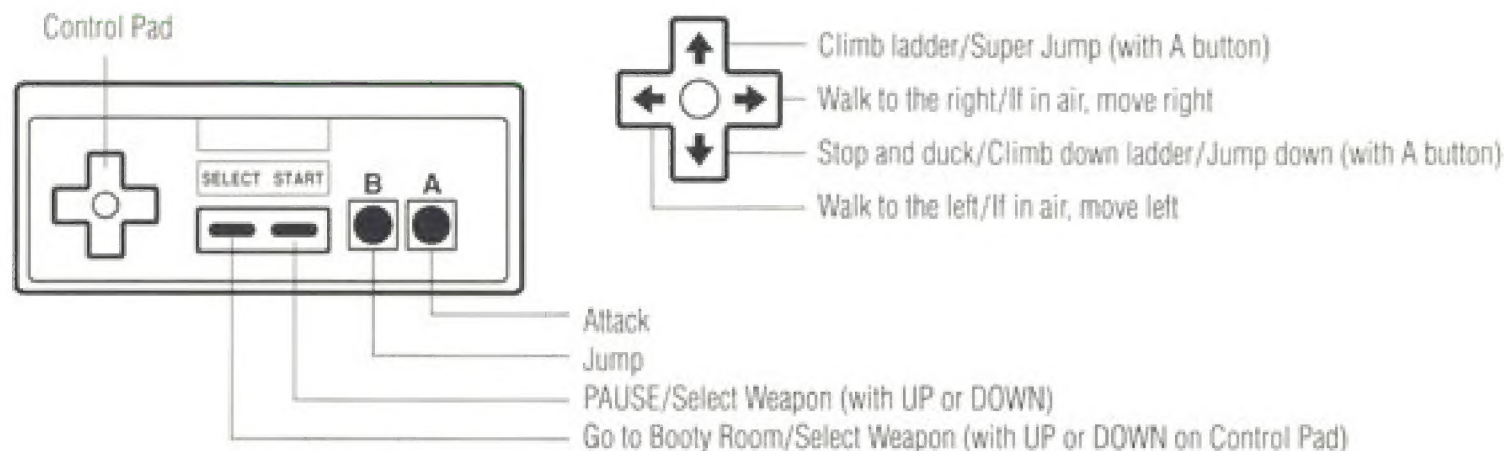 Control Pad
SELECT START
B A
Attack
Jump
PAUSE/Select Weapon (with UP or DOWN)
Go to Booty Room/Select Weapon (with UP or DOWN on Control Pad)
Climb ladder/Super Jump (with A button)
Walk to the right/If in air, move right
Stop and duck/Climb down ladder/Jump down (with A button)
Walk to the left/If in air, move left